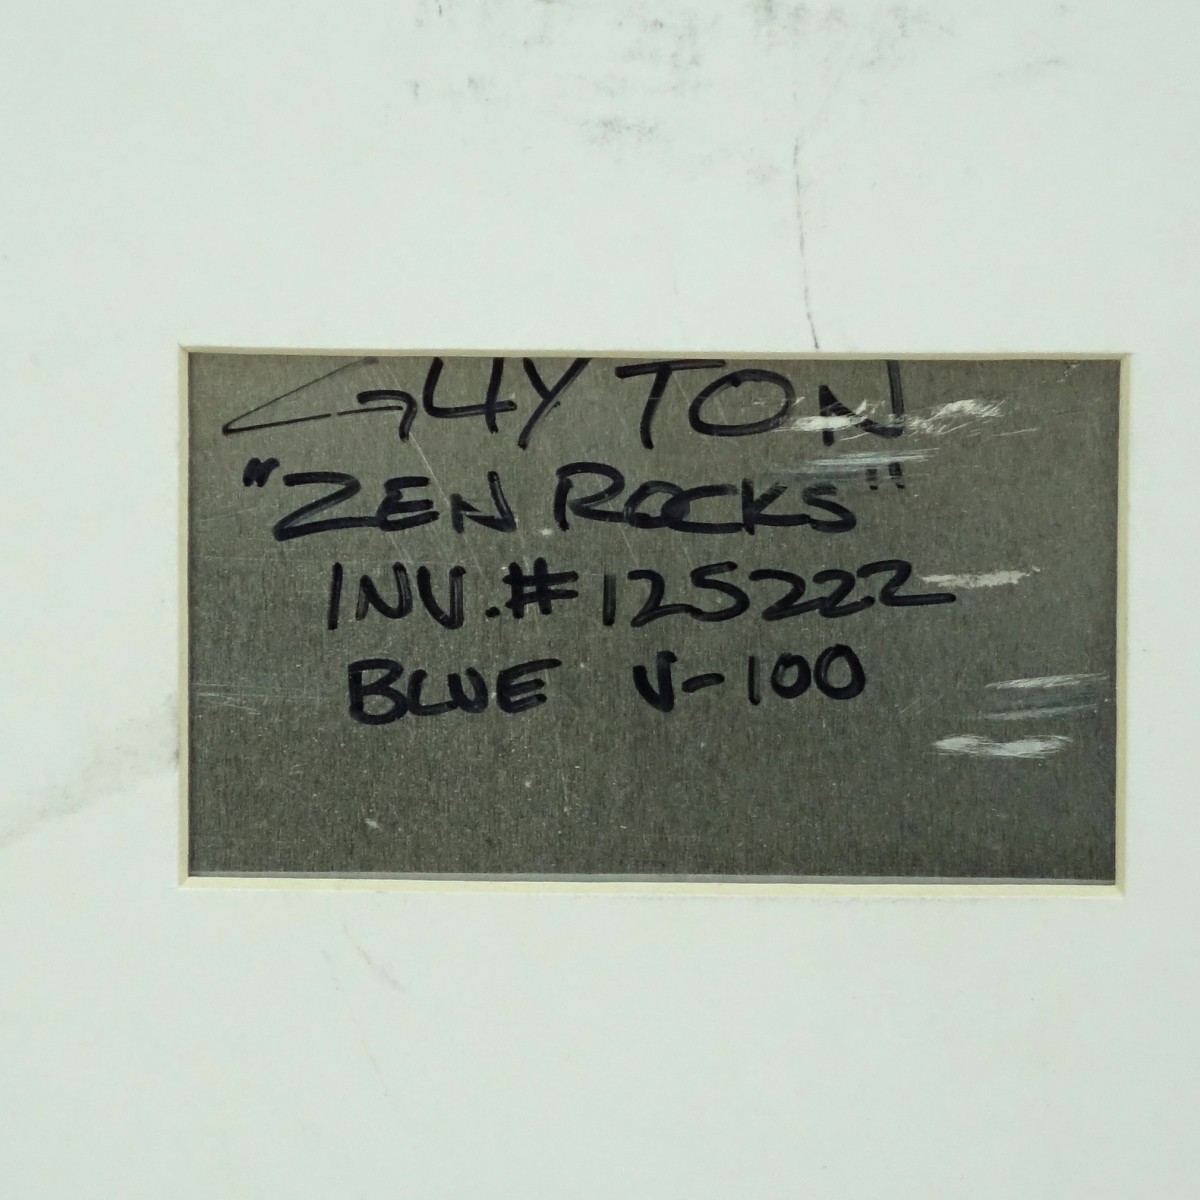 GUYTON
"ZEN ROCKS"
INV. # 125222
BLUE V-100